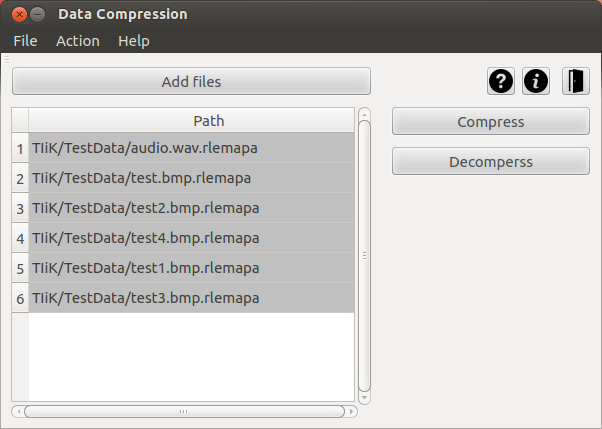 Data Compression
File Action Help
Add files
? i
Path
Compress
1 TIiK/TestData/audio.wav.rlemapa
Decomperss
2 TIiK/TestData/test.bmp.rlemapa
3 TIiK/TestData/test2.bmp.rlemapa
4 TIiK/TestData/test4.bmp.rlemapa
5 TIiK/TestData/test1.bmp.rlemapa
6 TIiK/TestData/test3.bmp.rlemapa